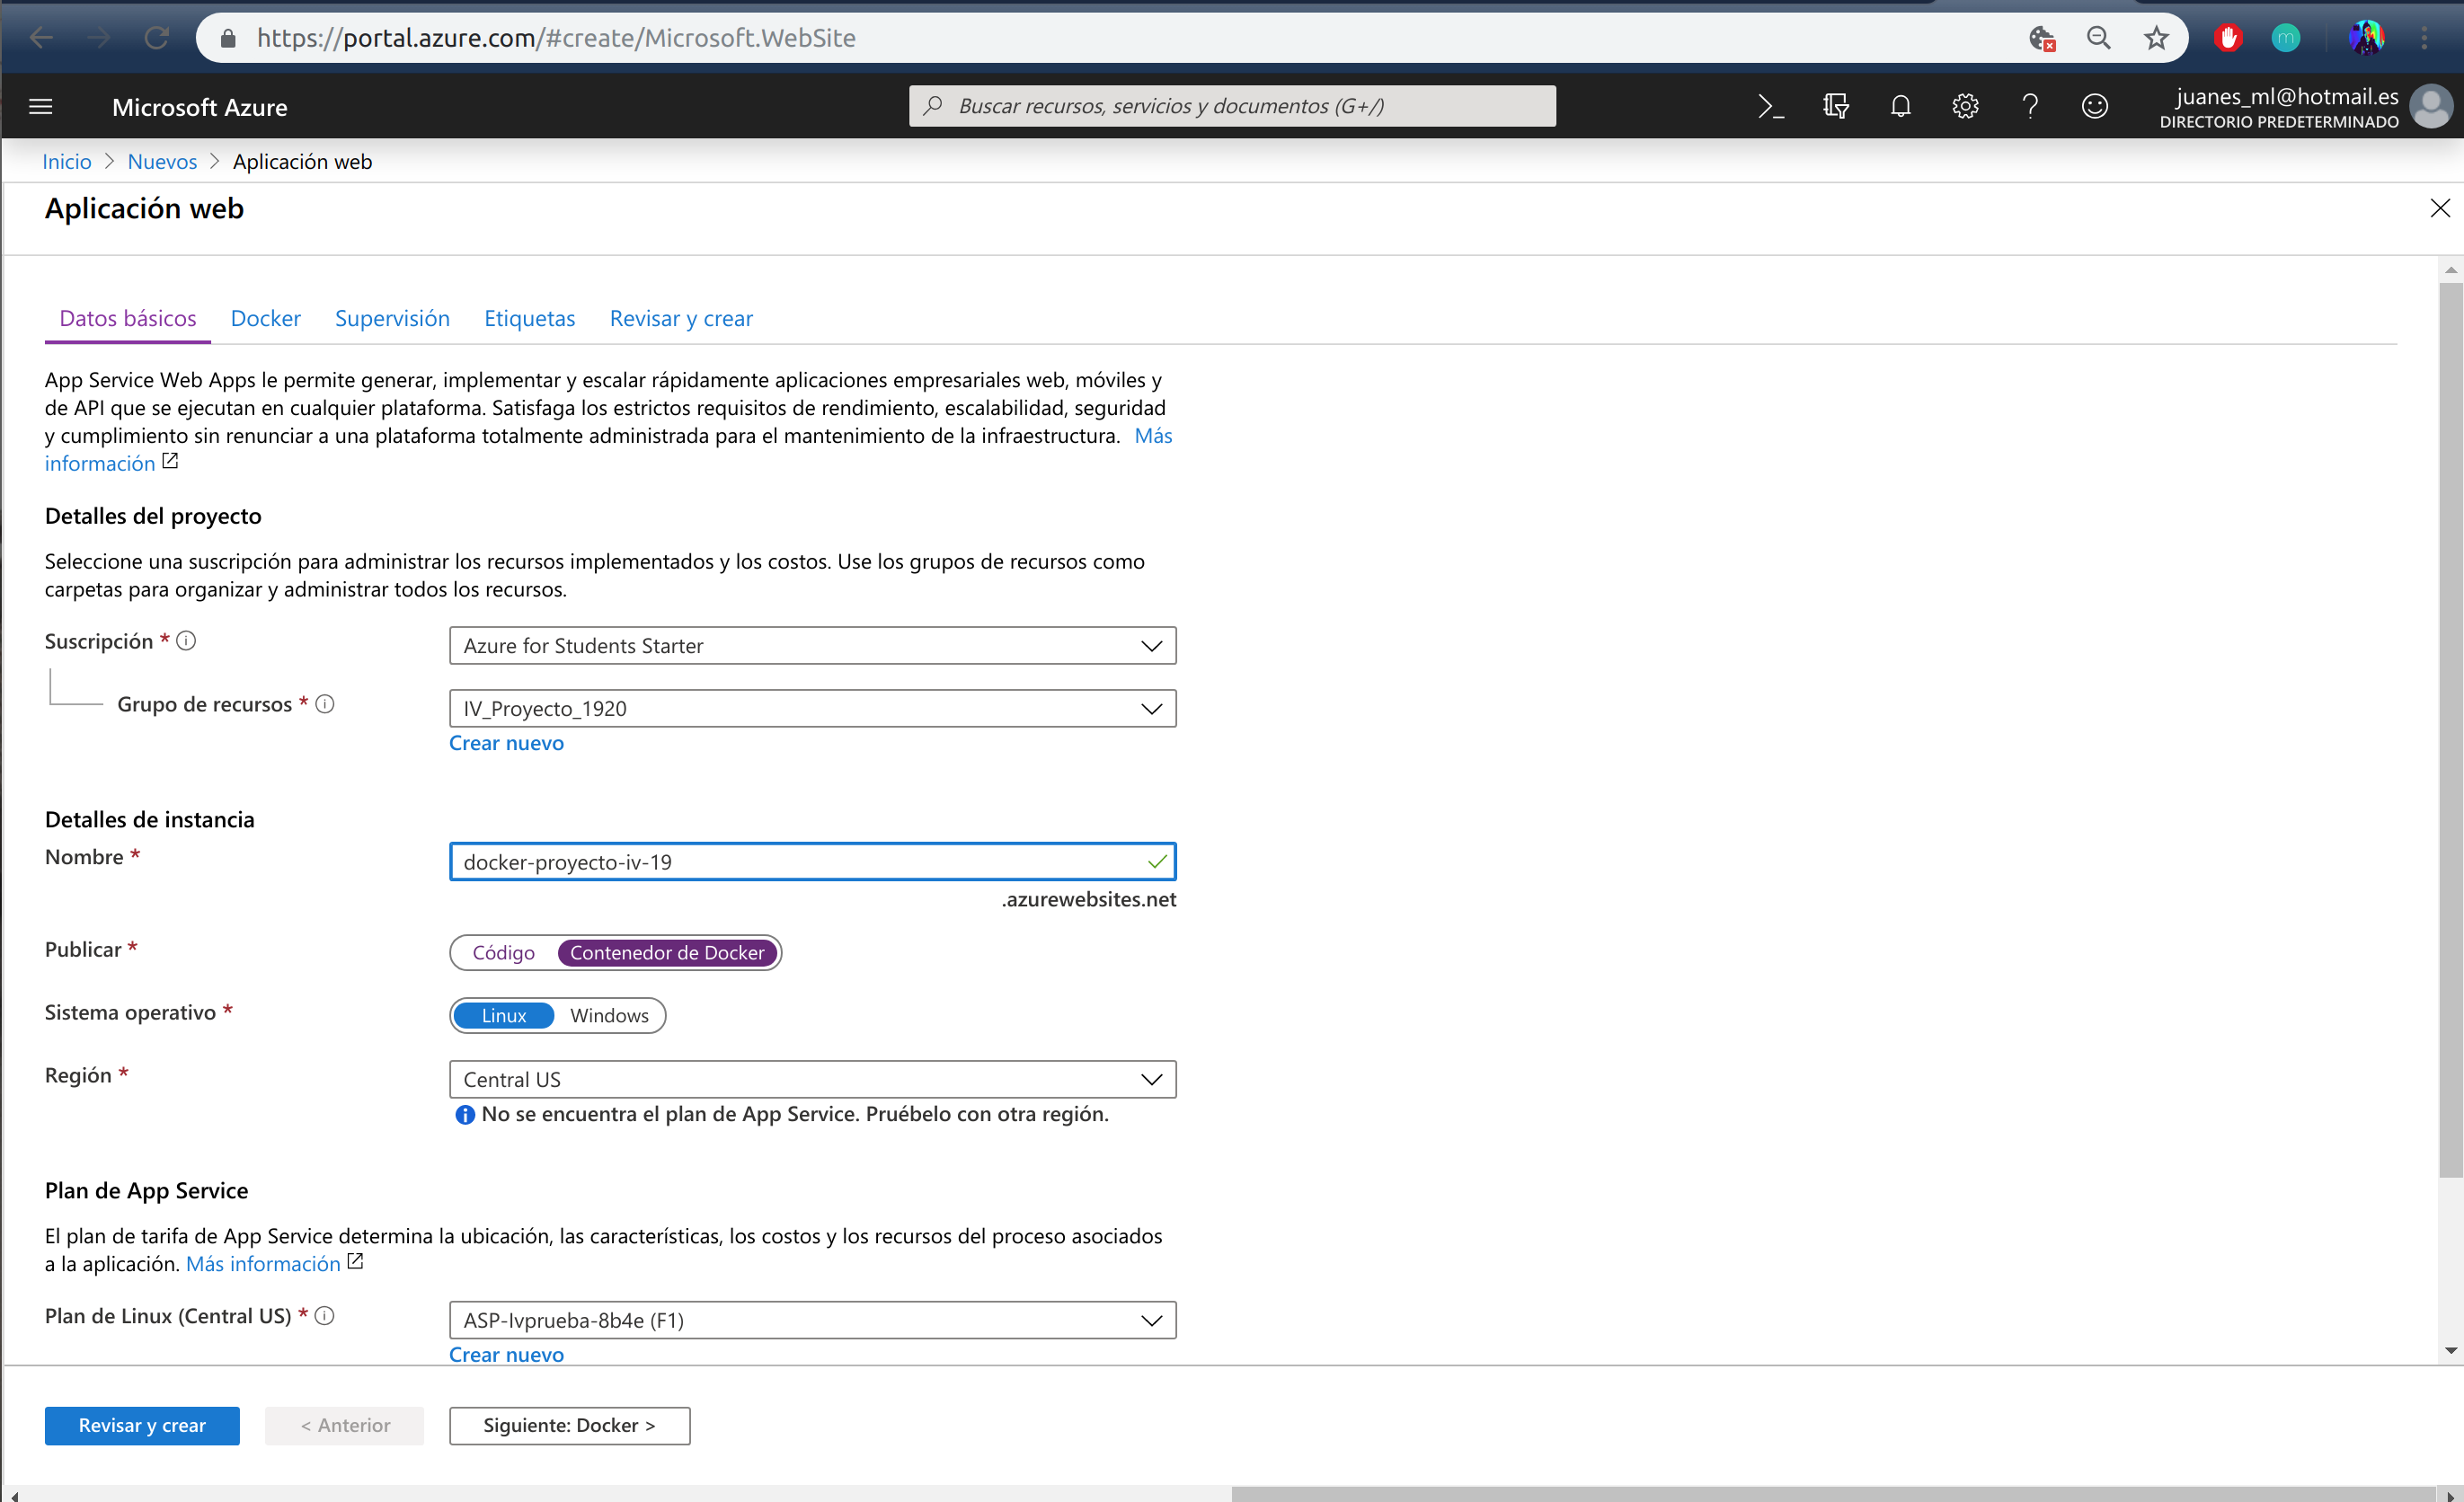 https://portal.azure.com/#create/Microsoft.WebSite
m
Microsoft Azure
Buscar recursos, servicios y documentos (G+/)
juanes_ml@hotmail.es
DIRECTORIO PREDETERMINADO
Inicio > Nuevos > Aplicación web
Aplicación web
Datos básicos Docker Supervisión Etiquetas Revisar y crear
App Service Web Apps le permite generar, implementar y escalar rápidamente aplicaciones empresariales web, móviles y
de API que se ejecutan en cualquier plataforma. Satisfaga los estrictos requisitos de rendimiento, escalabilidad, seguridad
y cumplimiento sin renunciar a una plataforma totalmente administrada para el mantenimiento de la infraestructura. Más
información
Detalles del proyecto
Seleccione una suscripción para administrar los recursos implementados y los costos. Use los grupos de recursos como
carpetas para organizar y administrar todos los recursos.
Suscripción *
Azure for Students Starter
Grupo de recursos *
IV_Proyecto_1920
Crear nuevo
Detalles de instancia
Nombre *
docker-proyecto-iv-19
.azurewebsites.net
Publicar *
Código Contenedor de Docker
Sistema operativo *
Linux Windows
Región *
Central US
No se encuentra el plan de App Service. Pruébelo con otra región.
Plan de App Service
El plan de tarifa de App Service determina la ubicación, las características, los costos y los recursos del proceso asociados
a la aplicación. Más información
Plan de Linux (Central US) *
ASP-Ivprueba-8b4e (F1)
Crear nuevo
Revisar y crear
< Anterior
Siguiente: Docker >